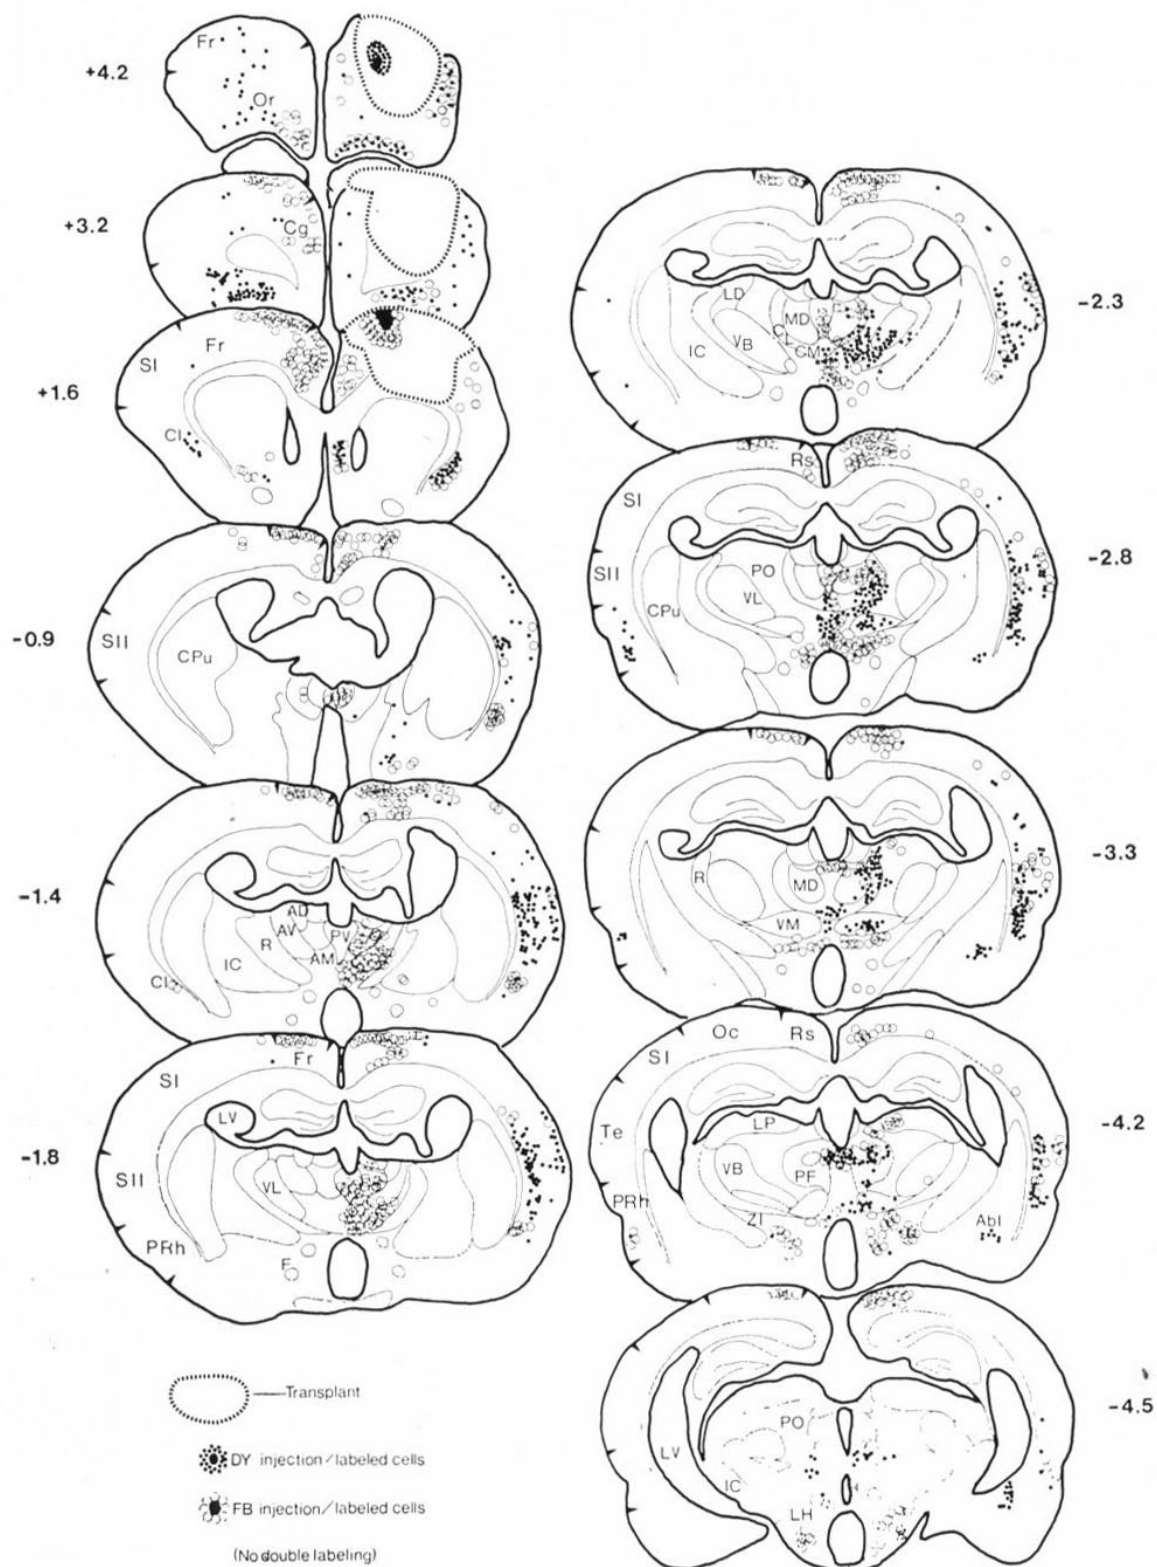 +4.2
Fr
Or
+3.2
Cg
+1.6
SI
Fr
Cl
-0.9
SII
CPu
-1.4
AD
AV
PV
R
AM
IC
Cl
-1.8
Fr
SI
LV
SII
VL
PRh
F
Transplant
DY injection/labeled cells
FB injection/labeled cells
(No double labeling)
-2.3
LD
MD
CL
VB
IC
CM
-2.8
Rs
SI
SII
PO
VL
CPu
-3.3
R
MD
VM
-4.2
Oc
Rs
SI
Te
LP
VB
PF
PRh
ZI
Abl
-4.5
PO
LV
IC
LH